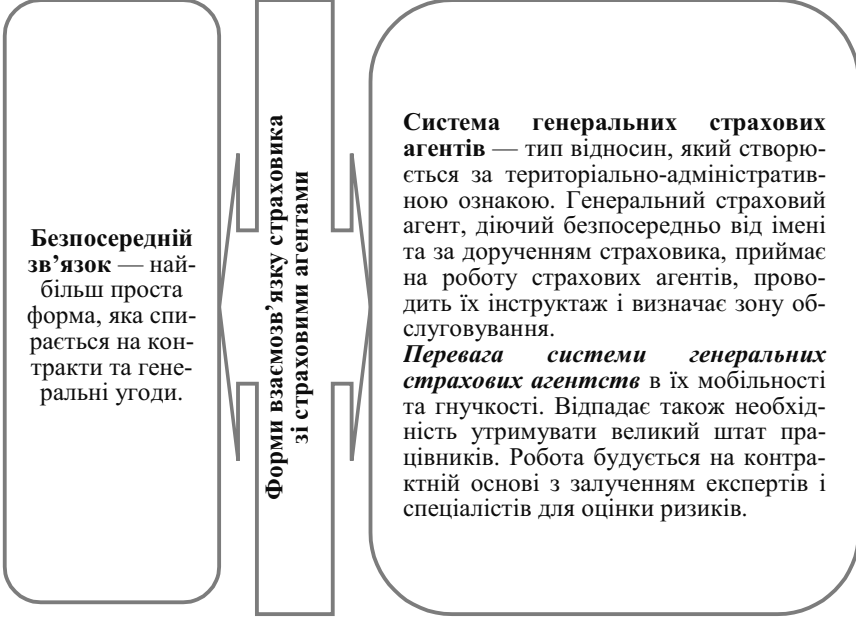 Безпосередній
зв’язок — най-
більш проста
форма, яка спи-
рається на кон-
тракти та гене-
ральні угоди.
Форми взаємозв’язку страховика
зі страховими агентами
Система генеральних страхових
агентів — тип відносин, який створю-
ється за територіально-адміністратив-
ною ознакою. Генеральний страховий
агент, діючий безпосередньо від імені
та за дорученням страховика, приймає
на роботу страхових агентів, прово-
дить їх інструктаж і визначає зону об-
слуговування.
Перевага системи генеральних
страхових агентств в їх мобільності
та гнучкості. Відпадає також необхід-
ність утримувати великий штат пра-
цівників. Робота будується на контра-
ктній основі з залученням експертів і
спеціалістів для оцінки ризиків.